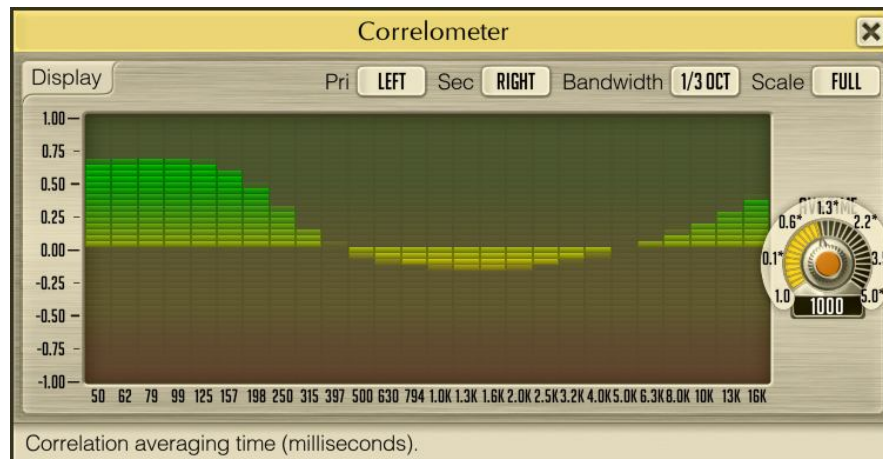 Correlometer
Display
Pri LEFT Sec RIGHT Bandwidth 1/3 OCT Scale FULL
1.00
0.75
0.50
0.25
0.00
-0.25
-0.50
-0.75
-1.00
50 62 79 99 125 157 198 250 315 397 500 630 794 1.0K 1.3K 1.6K 2.0K 2.5K 3.2K 4.0K 5.0K 6.3K 8.0K 10K 13K 16K
1.3*
0.6* 2.2*
0.1*
1.0 5.0*
1000
Correlation averaging time (milliseconds).